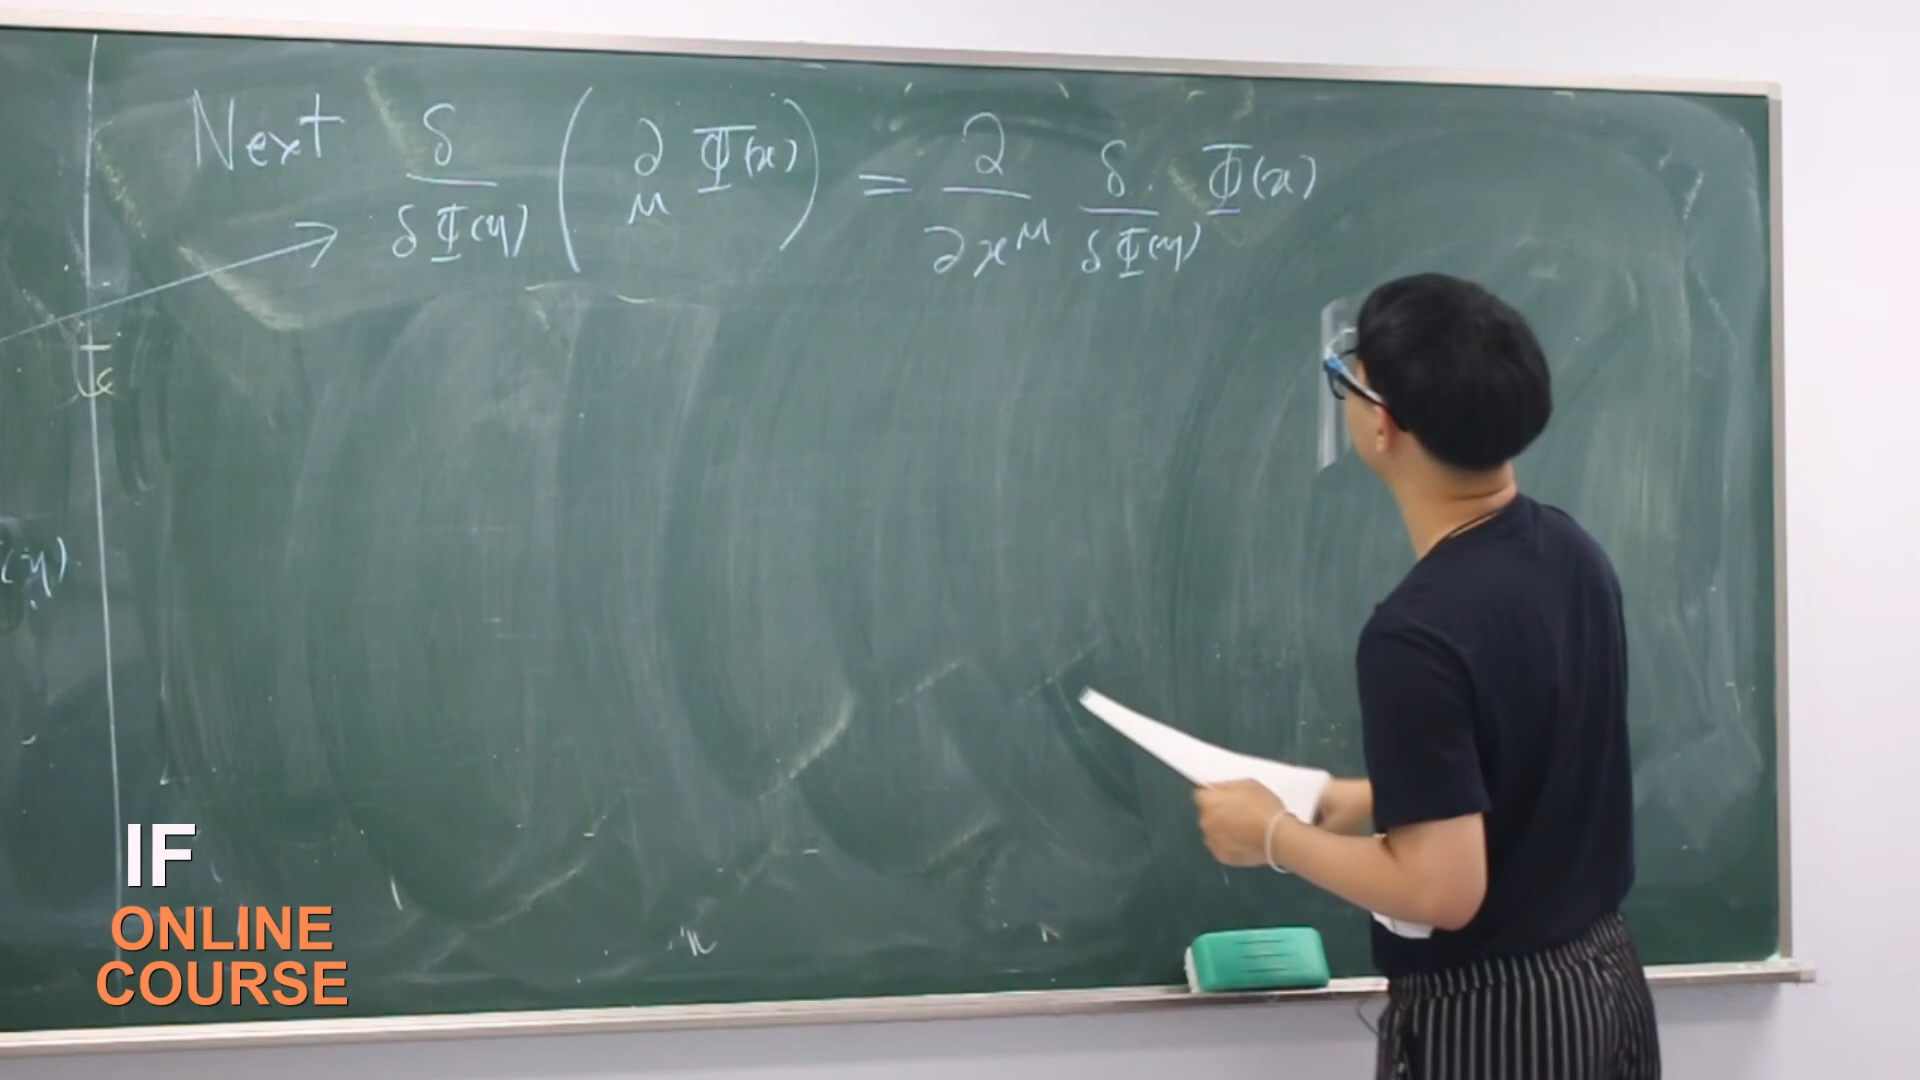 Next δ/δΦ(y) (∂_μ Φ(x)) = ∂/∂x^μ δ/δΦ(y) Φ(x)
(y)
IF
ONLINE
COURSE